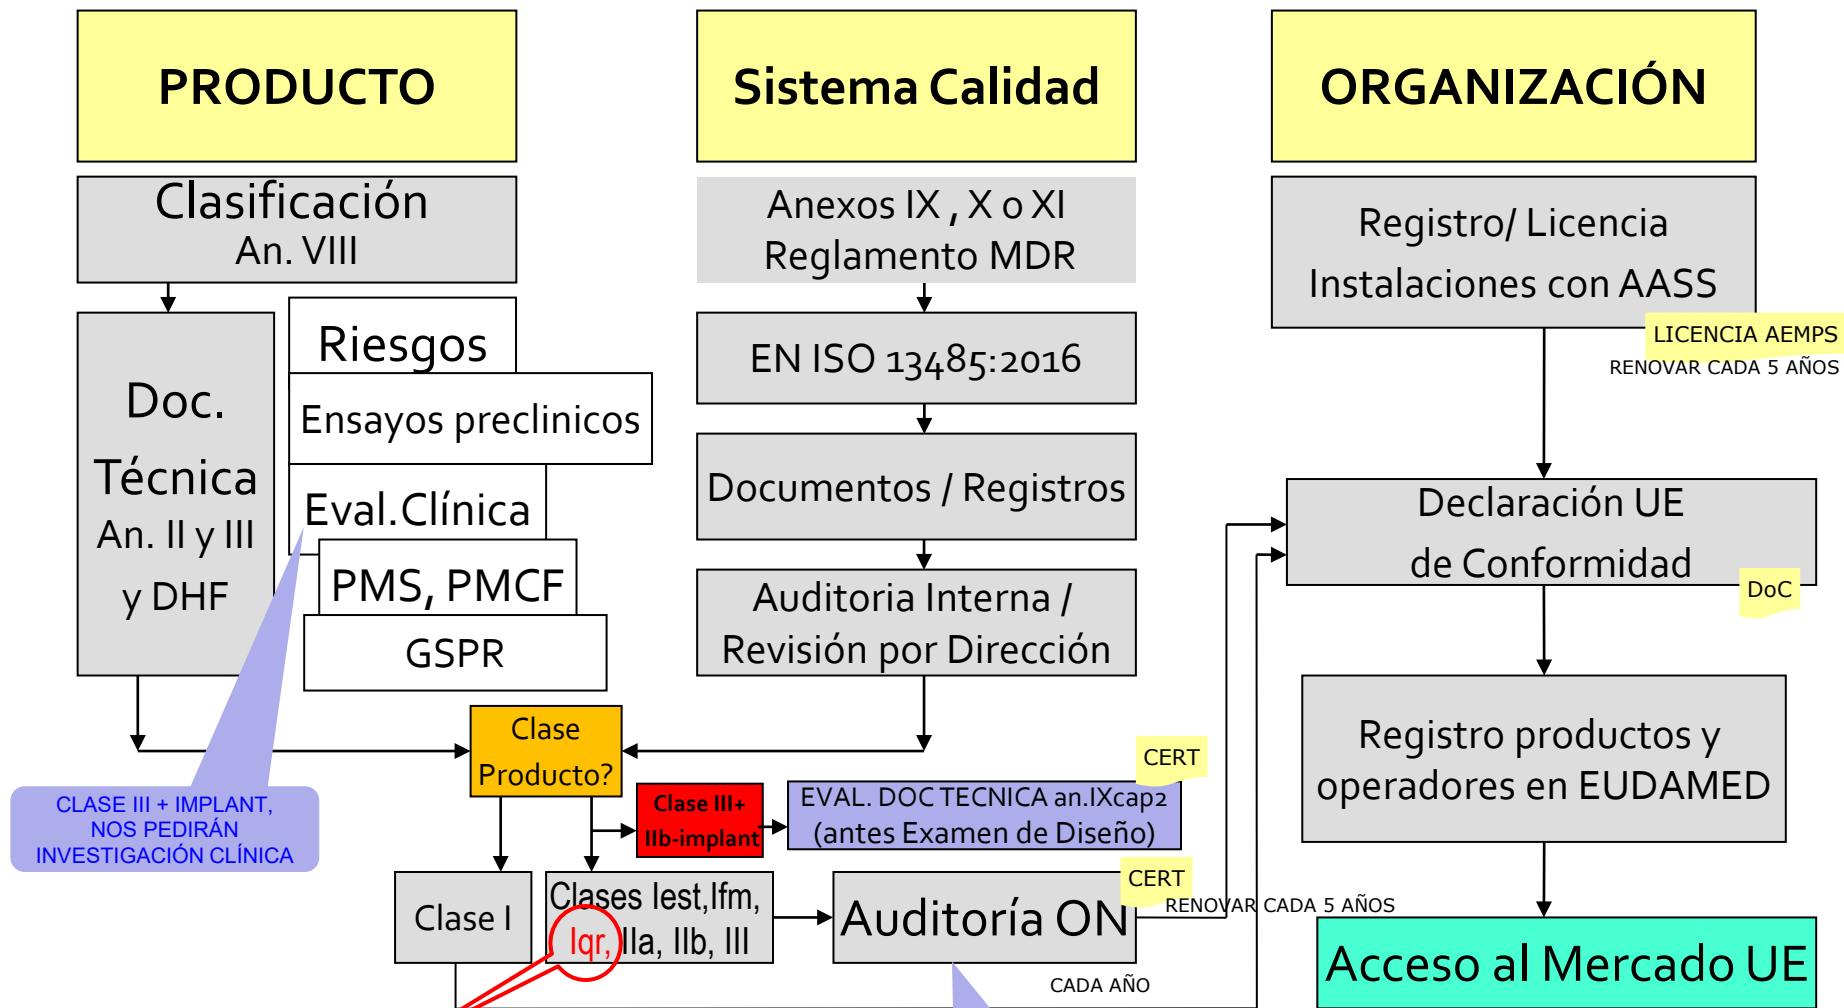 PRODUCTO
Sistema Calidad
ORGANIZACIÓN
Clasificación
An. VIII
Anexos IX , X o XI
Reglamento MDR
Registro/ Licencia
Instalaciones con AASS
LICENCIA AEMPS
RENOVAR CADA 5 AÑOS
Doc.
Técnica
An. II y III
y DHF
Riesgos
Ensayos preclinicos
Eval.Clínica
PMS, PMCF
GSPR
EN ISO 13485:2016
Documentos / Registros
Auditoria Interna /
Revisión por Dirección
Declaración UE
de Conformidad
DoC
Registro productos y
operadores en EUDAMED
Clase
Producto?
CLASE III + IMPLANT,
NOS PEDIRÁN
INVESTIGACIÓN CLÍNICA
Clase III+
IIb-implant
EVAL. DOC TECNICA an.IXcap2
(antes Examen de Diseño)
CERT
Clase I
Clases Iest,Ifm,
Iqr, IIa, IIb, III
Auditoría ON
CERT
RENOVAR CADA 5 AÑOS
CADA AÑO
Acceso al Mercado UE